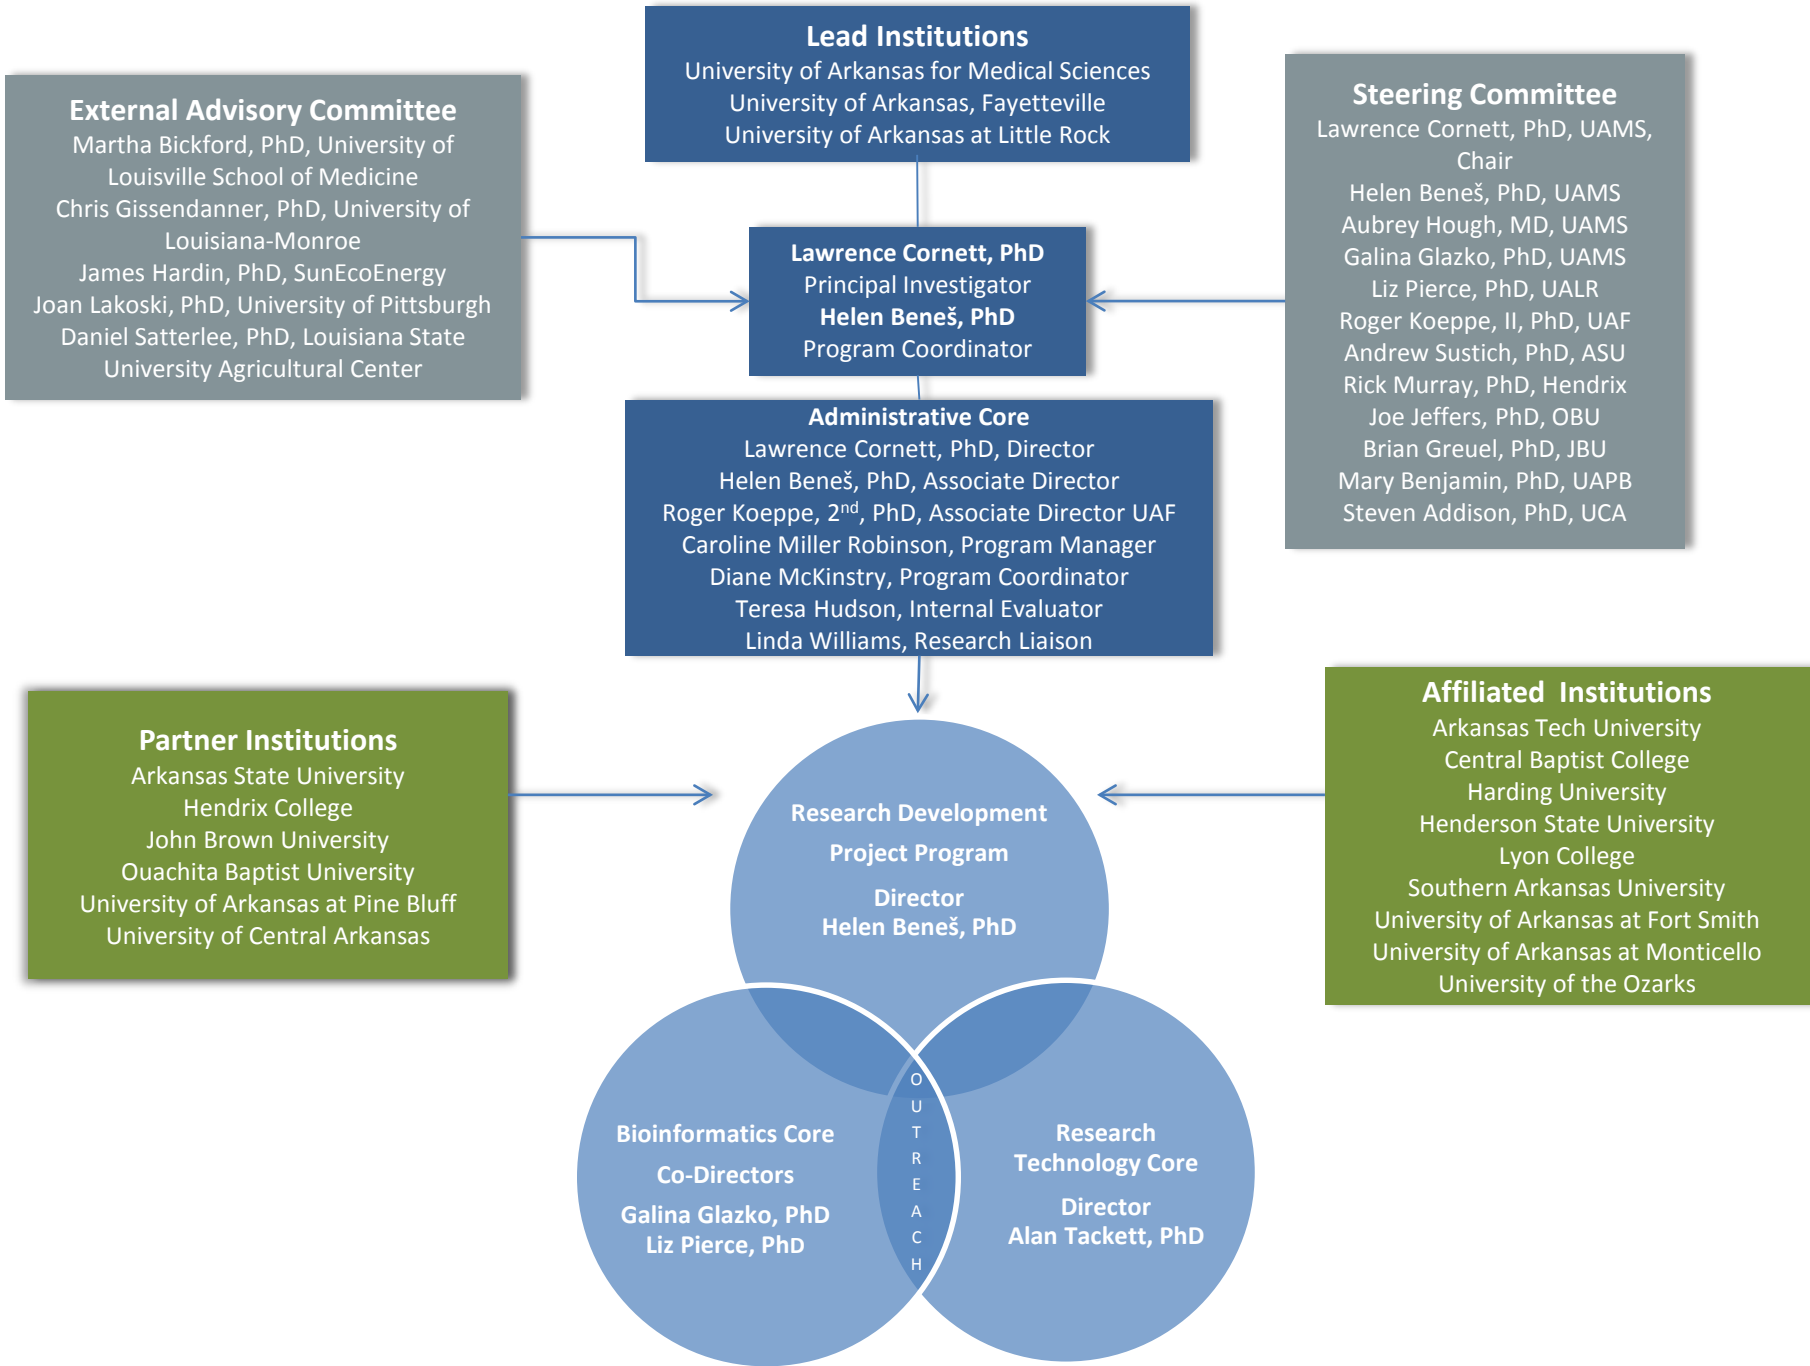 Lead Institutions
University of Arkansas for Medical Sciences
University of Arkansas, Fayetteville
University of Arkansas at Little Rock
External Advisory Committee
Martha Bickford, PhD, University of
Louisville School of Medicine
Chris Gissendanner, PhD, University of
Louisiana-Monroe
James Hardin, PhD, SunEcoEnergy
Joan Lakoski, PhD, University of Pittsburgh
Daniel Satterlee, PhD, Louisiana State
University Agricultural Center
Steering Committee
Lawrence Cornett, PhD, UAMS,
Chair
Helen Beneš, PhD, UAMS
Aubrey Hough, MD, UAMS
Galina Glazko, PhD, UAMS
Liz Pierce, PhD, UALR
Roger Koeppe, II, PhD, UAF
Andrew Sustich, PhD, ASU
Rick Murray, PhD, Hendrix
Joe Jeffers, PhD, OBU
Brian Greuel, PhD, JBU
Mary Benjamin, PhD, UAPB
Steven Addison, PhD, UCA
Lawrence Cornett, PhD
Principal Investigator
Helen Beneš, PhD
Program Coordinator
Administrative Core
Lawrence Cornett, PhD, Director
Helen Beneš, PhD, Associate Director
Roger Koeppe, 2nd, PhD, Associate Director UAF
Caroline Miller Robinson, Program Manager
Diane McKinstry, Program Coordinator
Teresa Hudson, Internal Evaluator
Linda Williams, Research Liaison
Partner Institutions
Arkansas State University
Hendrix College
John Brown University
Ouachita Baptist University
University of Arkansas at Pine Bluff
University of Central Arkansas
Affiliated  Institutions
Arkansas Tech University
Central Baptist College
Harding University
Henderson State University
Lyon College
Southern Arkansas University
University of Arkansas at Fort Smith
University of Arkansas at Monticello
University of the Ozarks
Research Development
Project Program
Director
Helen Beneš, PhD
Bioinformatics Core
Co-Directors
Galina Glazko, PhD
Liz Pierce, PhD
OUTREACH
Research
Technology Core
Director
Alan Tackett, PhD